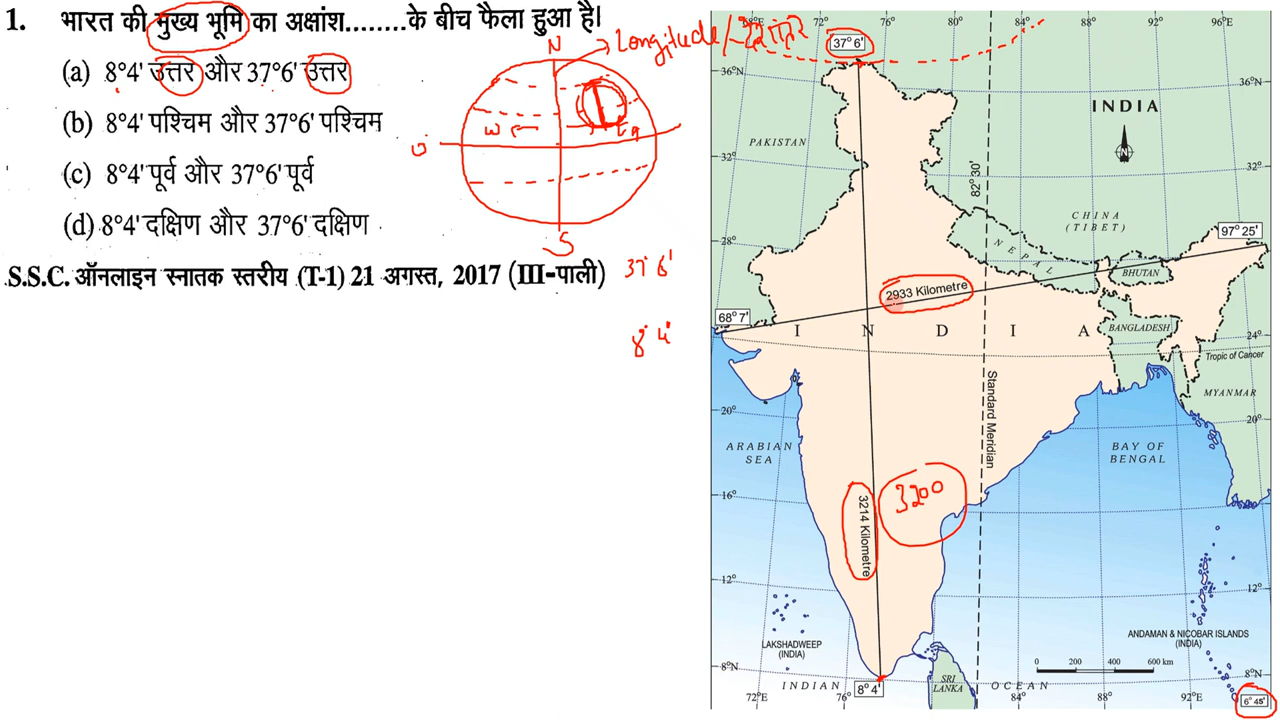 1. भारत की मुख्य भूमि का अक्षांश........के बीच फैला हुआ है।
(a) 8°4' उत्तर और 37°6' उत्तर
(b) 8°4' पश्चिम और 37°6' पश्चिम
(c) 8°4' पूर्व और 37°6' पूर्व
(d) 8°4' दक्षिण और 37°6' दक्षिण
S.S.C. ऑनलाइन स्नातक स्तरीय (T-1) 21 अगस्त, 2017 (III-पाली)
N
Longitude/
W
S
37°6'
8°4'
68°E 72° 76° 80° 84° 88° 92° 96°E
37° 6'
36°N
36°N
INDIA
N
PAKISTAN
32°
32°
82° 30'
CHINA
(TIBET)
97° 25'
28°
NEPAL
BHUTAN
2933 Kilometre
68° 7'
I N D I A
BANGLADESH
24°
Tropic of Cancer
MYANMAR
Standard Meridian
20°
20°
ARABIAN
SEA
BAY OF
BENGAL
16°
16°
3214 Kilometre
3200
12°
12°
LAKSHADWEEP
(INDIA)
ANDAMAN & NICOBAR ISLANDS
(INDIA)
8°N
8°N
0 200 400 600 km
INDIAN OCEAN
8° 4'
SRI
LANKA
6° 45'
72°E 76° 80° 84° 88° 92°E